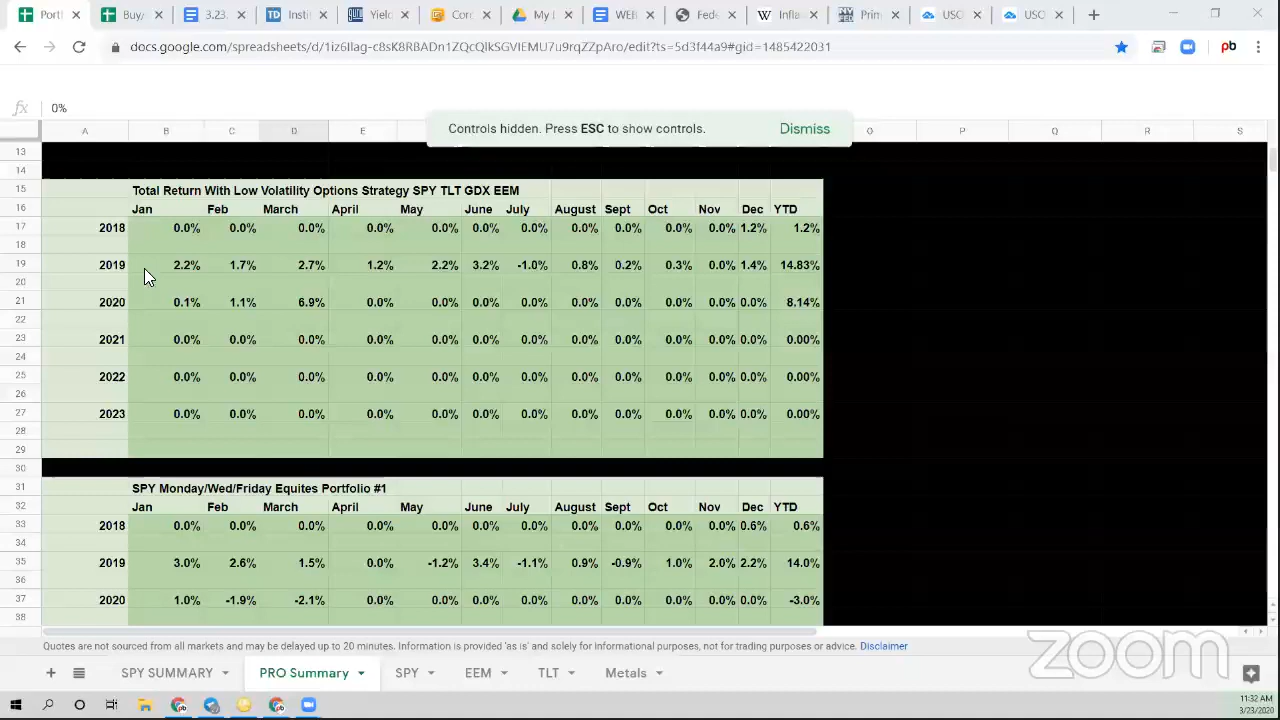 Portf
Buy/
3.23.
Insti
Yield
Con
My D
WEB
Fede
Infla
Prim
USC
USC
docs.google.com/spreadsheets/d/1iz6Ilag-c8sK8RBADn1ZQcQlkSGVIEMU7u9rqZZpAro/edit?ts=5d3f44a9#gid=1485422031
fx 0%
Controls hidden. Press ESC to show controls. Dismiss
A B C D E O P Q R S
13
14
15 Total Return With Low Volatility Options Strategy SPY TLT GDX EEM
16 Jan Feb March April May June July August Sept Oct Nov Dec YTD
17 2018 0.0% 0.0% 0.0% 0.0% 0.0% 0.0% 0.0% 0.0% 0.0% 0.0% 0.0% 1.2% 1.2%
18
19 2019 2.2% 1.7% 2.7% 1.2% 2.2% 3.2% -1.0% 0.8% 0.2% 0.3% 0.0% 1.4% 14.83%
20
21 2020 0.1% 1.1% 6.9% 0.0% 0.0% 0.0% 0.0% 0.0% 0.0% 0.0% 0.0% 0.0% 8.14%
22
23 2021 0.0% 0.0% 0.0% 0.0% 0.0% 0.0% 0.0% 0.0% 0.0% 0.0% 0.0% 0.0% 0.00%
24
25 2022 0.0% 0.0% 0.0% 0.0% 0.0% 0.0% 0.0% 0.0% 0.0% 0.0% 0.0% 0.0% 0.00%
26
27 2023 0.0% 0.0% 0.0% 0.0% 0.0% 0.0% 0.0% 0.0% 0.0% 0.0% 0.0% 0.0% 0.00%
28
29
30
31 SPY Monday/Wed/Friday Equites Portfolio #1
32 Jan Feb March April May June July August Sept Oct Nov Dec YTD
33 2018 0.0% 0.0% 0.0% 0.0% 0.0% 0.0% 0.0% 0.0% 0.0% 0.0% 0.0% 0.6% 0.6%
34
35 2019 3.0% 2.6% 1.5% 0.0% -1.2% 3.4% -1.1% 0.9% -0.9% 1.0% 2.0% 2.2% 14.0%
36
37 2020 1.0% -1.9% -2.1% 0.0% 0.0% 0.0% 0.0% 0.0% 0.0% 0.0% 0.0% 0.0% -3.0%
38
Quotes are not sourced from all markets and may be delayed up to 20 minutes. Information is provided 'as is' and solely for informational purposes, not for trading purposes or advice. Disclaimer
zoom
SPY SUMMARY PRO Summary SPY EEM TLT Metals
11:32 AM
3/23/2020